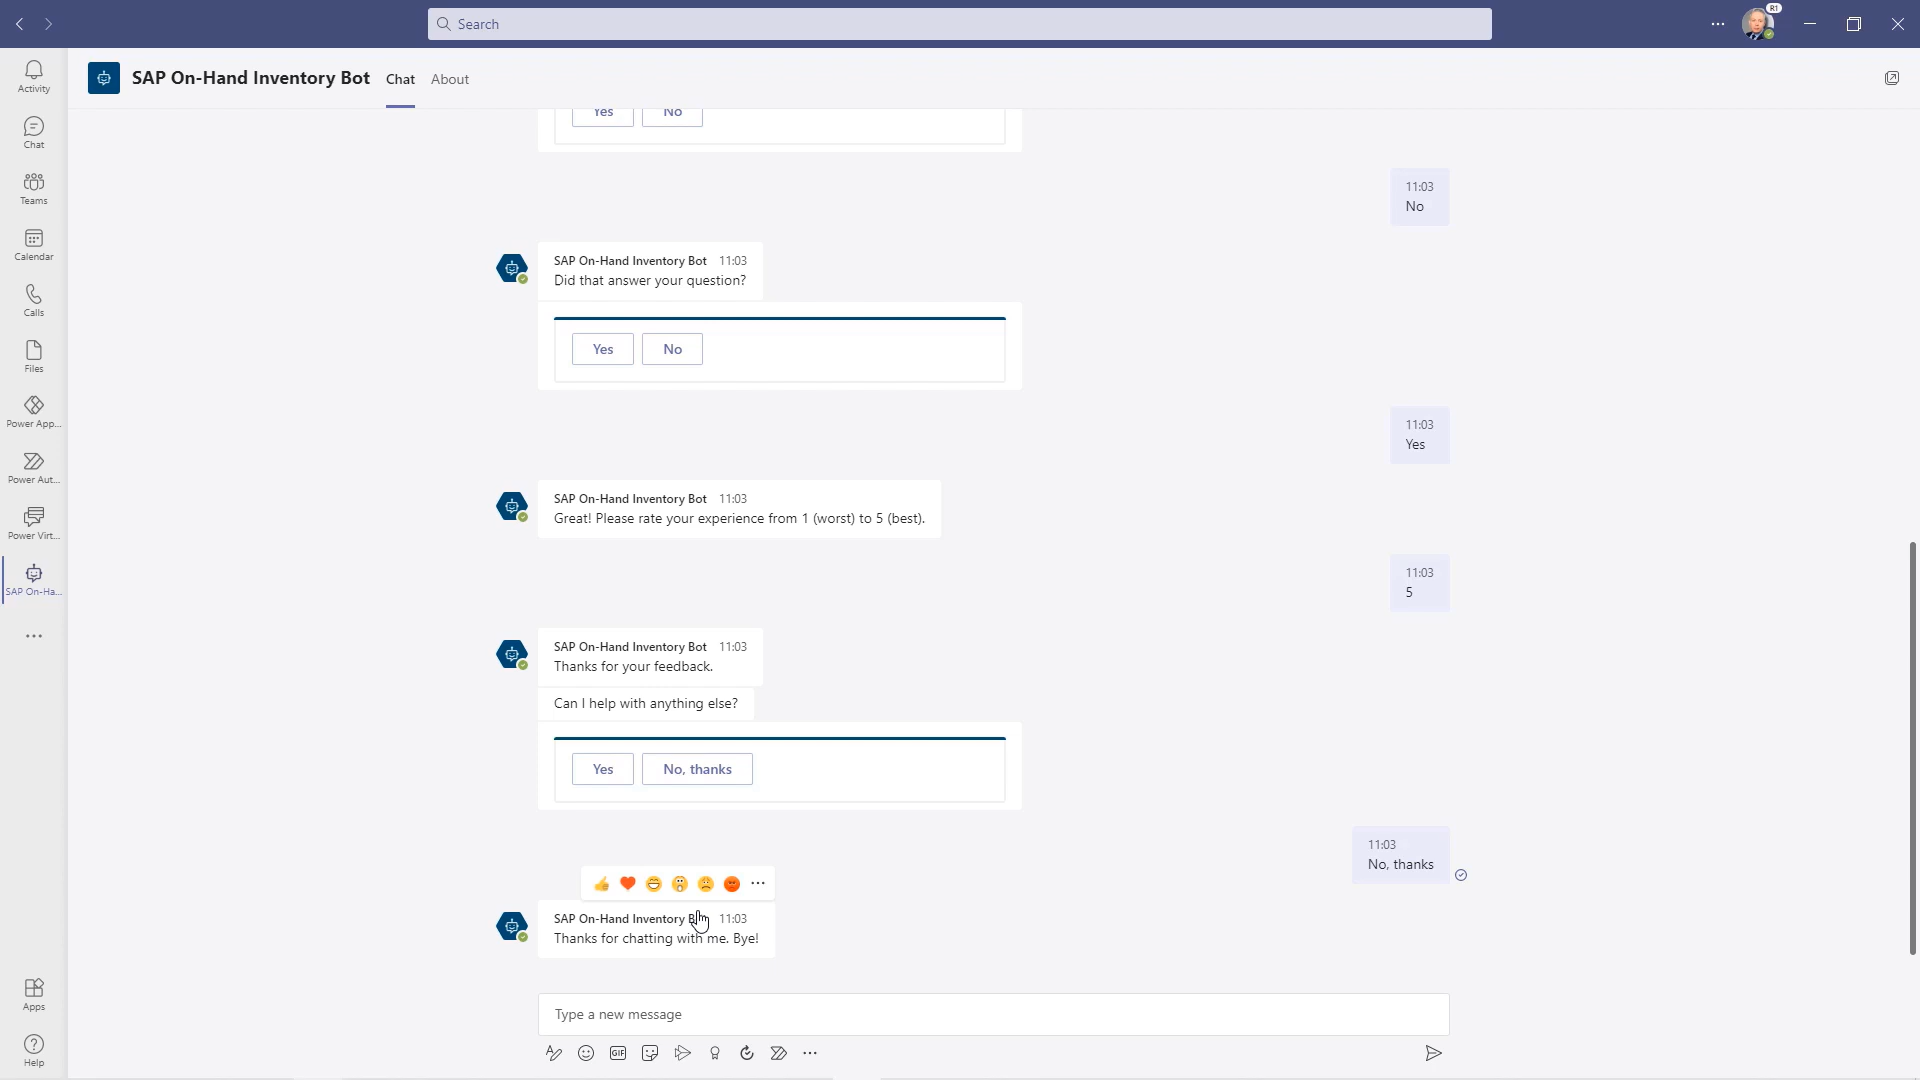 Search
R1
SAP On-Hand Inventory Bot Chat About
Activity
Chat
Teams
Calendar
Calls
Files
Power App...
Power Aut...
Power Virt...
SAP On-Ha...
Apps
Help
Yes No
11:03
No
SAP On-Hand Inventory Bot 11:03
Did that answer your question?
Yes No
11:03
Yes
SAP On-Hand Inventory Bot 11:03
Great! Please rate your experience from 1 (worst) to 5 (best).
11:03
5
SAP On-Hand Inventory Bot 11:03
Thanks for your feedback.
Can I help with anything else?
Yes No, thanks
11:03
No, thanks
SAP On-Hand Inventory Bot 11:03
Thanks for chatting with me. Bye!
Type a new message
GIF